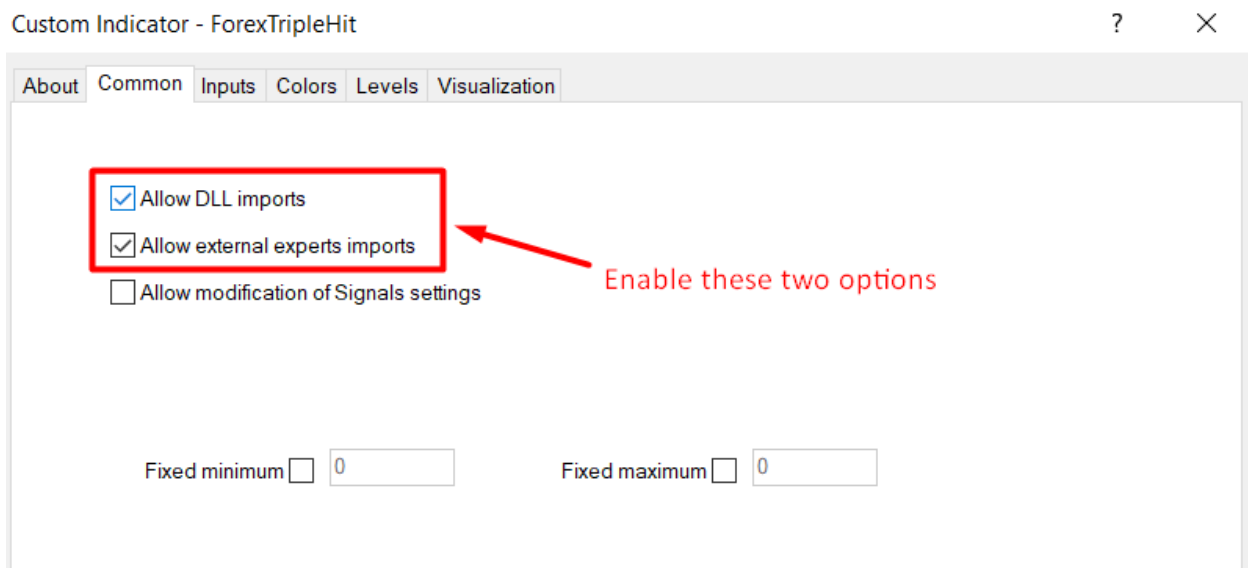 Custom Indicator - ForexTripleHit ?
About Common Inputs Colors Levels Visualization
Allow DLL imports
Allow external experts imports
Enable these two options
Allow modification of Signals settings
Fixed minimum 0 Fixed maximum 0